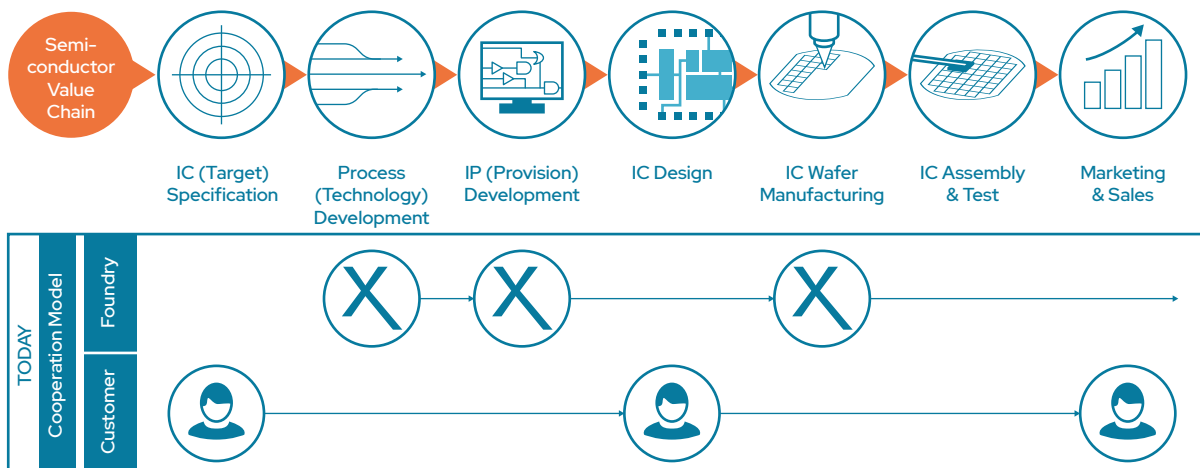 Semi-
conductor
Value
Chain
IC (Target)
Specification
Process
(Technology)
Development
IP (Provision)
Development
IC Design
IC Wafer
Manufacturing
IC Assembly
& Test
Marketing
& Sales
TODAY
Cooperation Model
Foundry
X
X
X
Customer